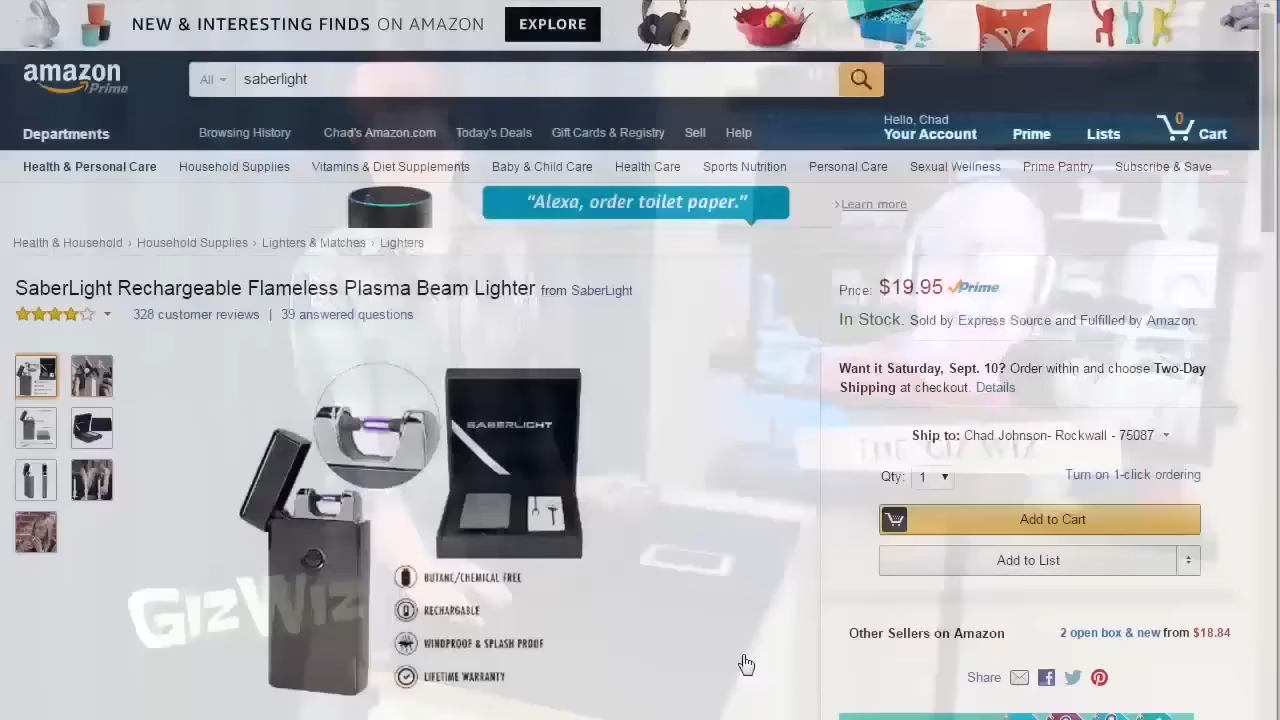 NEW & INTERESTING FINDS ON AMAZON EXPLORE
amazon Prime
All saberlight
Hello, Chad
Departments Browsing History Chad's Amazon.com Today's Deals Gift Cards & Registry Sell Help Your Account Prime Lists 0 Cart
Health & Personal Care Household Supplies Vitamins & Diet Supplements Baby & Child Care Health Care Sports Nutrition Personal Care Sexual Wellness Prime Pantry Subscribe & Save
"Alexa, order toilet paper." ›Learn more
Health & Household › Household Supplies › Lighters & Matches › Lighters
SaberLight Rechargeable Flameless Plasma Beam Lighter from SaberLight
328 customer reviews | 39 answered questions
Price: $19.95 Prime
In Stock. Sold by Express Source and Fulfilled by Amazon.
Want it Saturday, Sept. 10? Order within and choose Two-Day
Shipping at checkout. Details
Ship to: Chad Johnson- Rockwall - 75087
THE GIZ WIZ
Qty: 1 Turn on 1-click ordering
Add to Cart
Add to List
Other Sellers on Amazon 2 open box & new from $18.84
Share
SABERLIGHT
BUTANE/CHEMICAL FREE
RECHARGABLE
WINDPROOF & SPLASH PROOF
LIFETIME WARRANTY
GIZWIZ